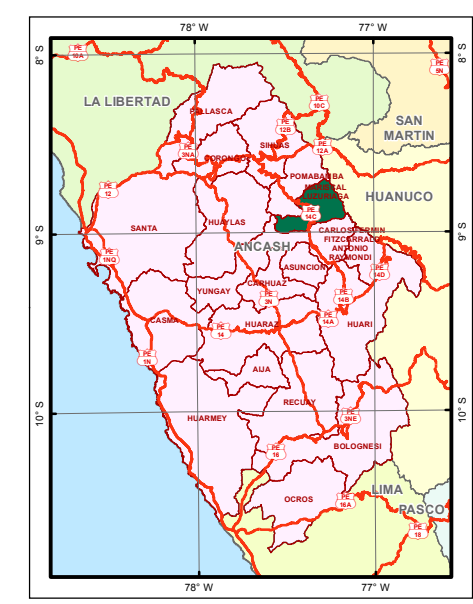 78° W
77° W
8° S
8° S
PE
10A
PE
5N
LA LIBERTAD
PE
10C
PALLASCA
PE
12B
SAN
MARTIN
PE
3NA
SIHUAS
PE
12A
CORONGO
POMABAMBA
PE
12
MARISCAL
LUZURIAGA
HUANUCO
PE
14C
HUAYLAS
SANTA
CARLOS FERMIN
FITZCARRALD
9° S
9° S
ANCASH
ANTONIO
RAYMONDI
PE
1NQ
ASUNCION
PE
14D
CARHUAZ
YUNGAY
PE
3N
PE
14B
CASMA
PE
14
HUARAZ
PE
14A
HUARI
PE
1N
AIJA
RECUAY
10° S
10° S
HUARMEY
PE
3NE
BOLOGNESI
PE
16
LIMA
OCROS
PE
16A
PASCO
PE
18
78° W
77° W